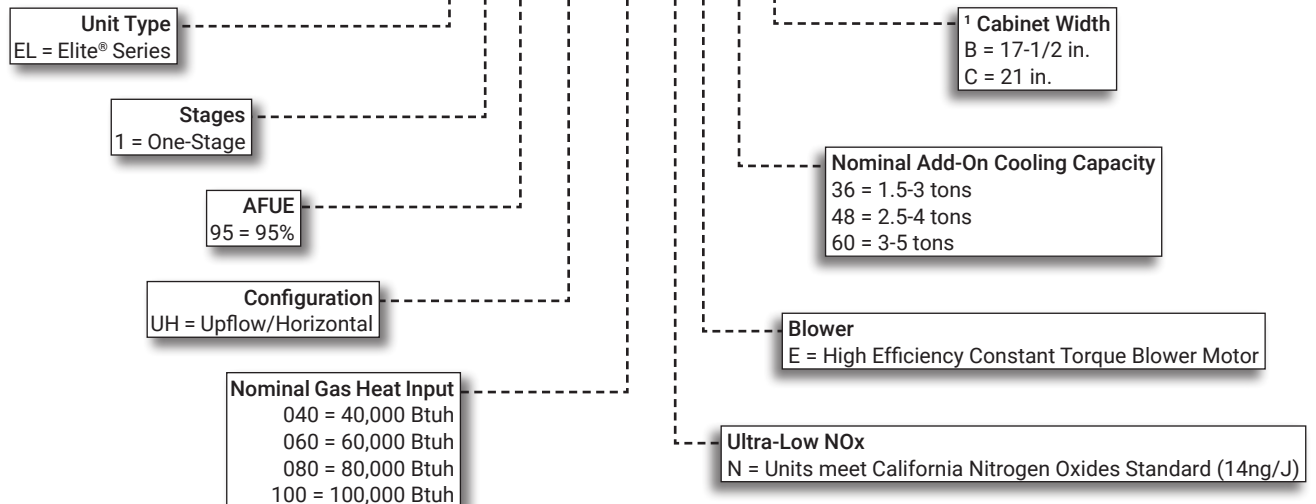 Unit Type
EL = Elite® Series
Stages
1 = One-Stage
AFUE
95 = 95%
Configuration
UH = Upflow/Horizontal
Nominal Gas Heat Input
040 = 40,000 Btuh
060 = 60,000 Btuh
080 = 80,000 Btuh
100 = 100,000 Btuh
¹ Cabinet Width
B = 17-1/2 in.
C = 21 in.
Nominal Add-On Cooling Capacity
36 = 1.5-3 tons
48 = 2.5-4 tons
60 = 3-5 tons
Blower
E = High Efficiency Constant Torque Blower Motor
Ultra-Low NOx
N = Units meet California Nitrogen Oxides Standard (14ng/J)